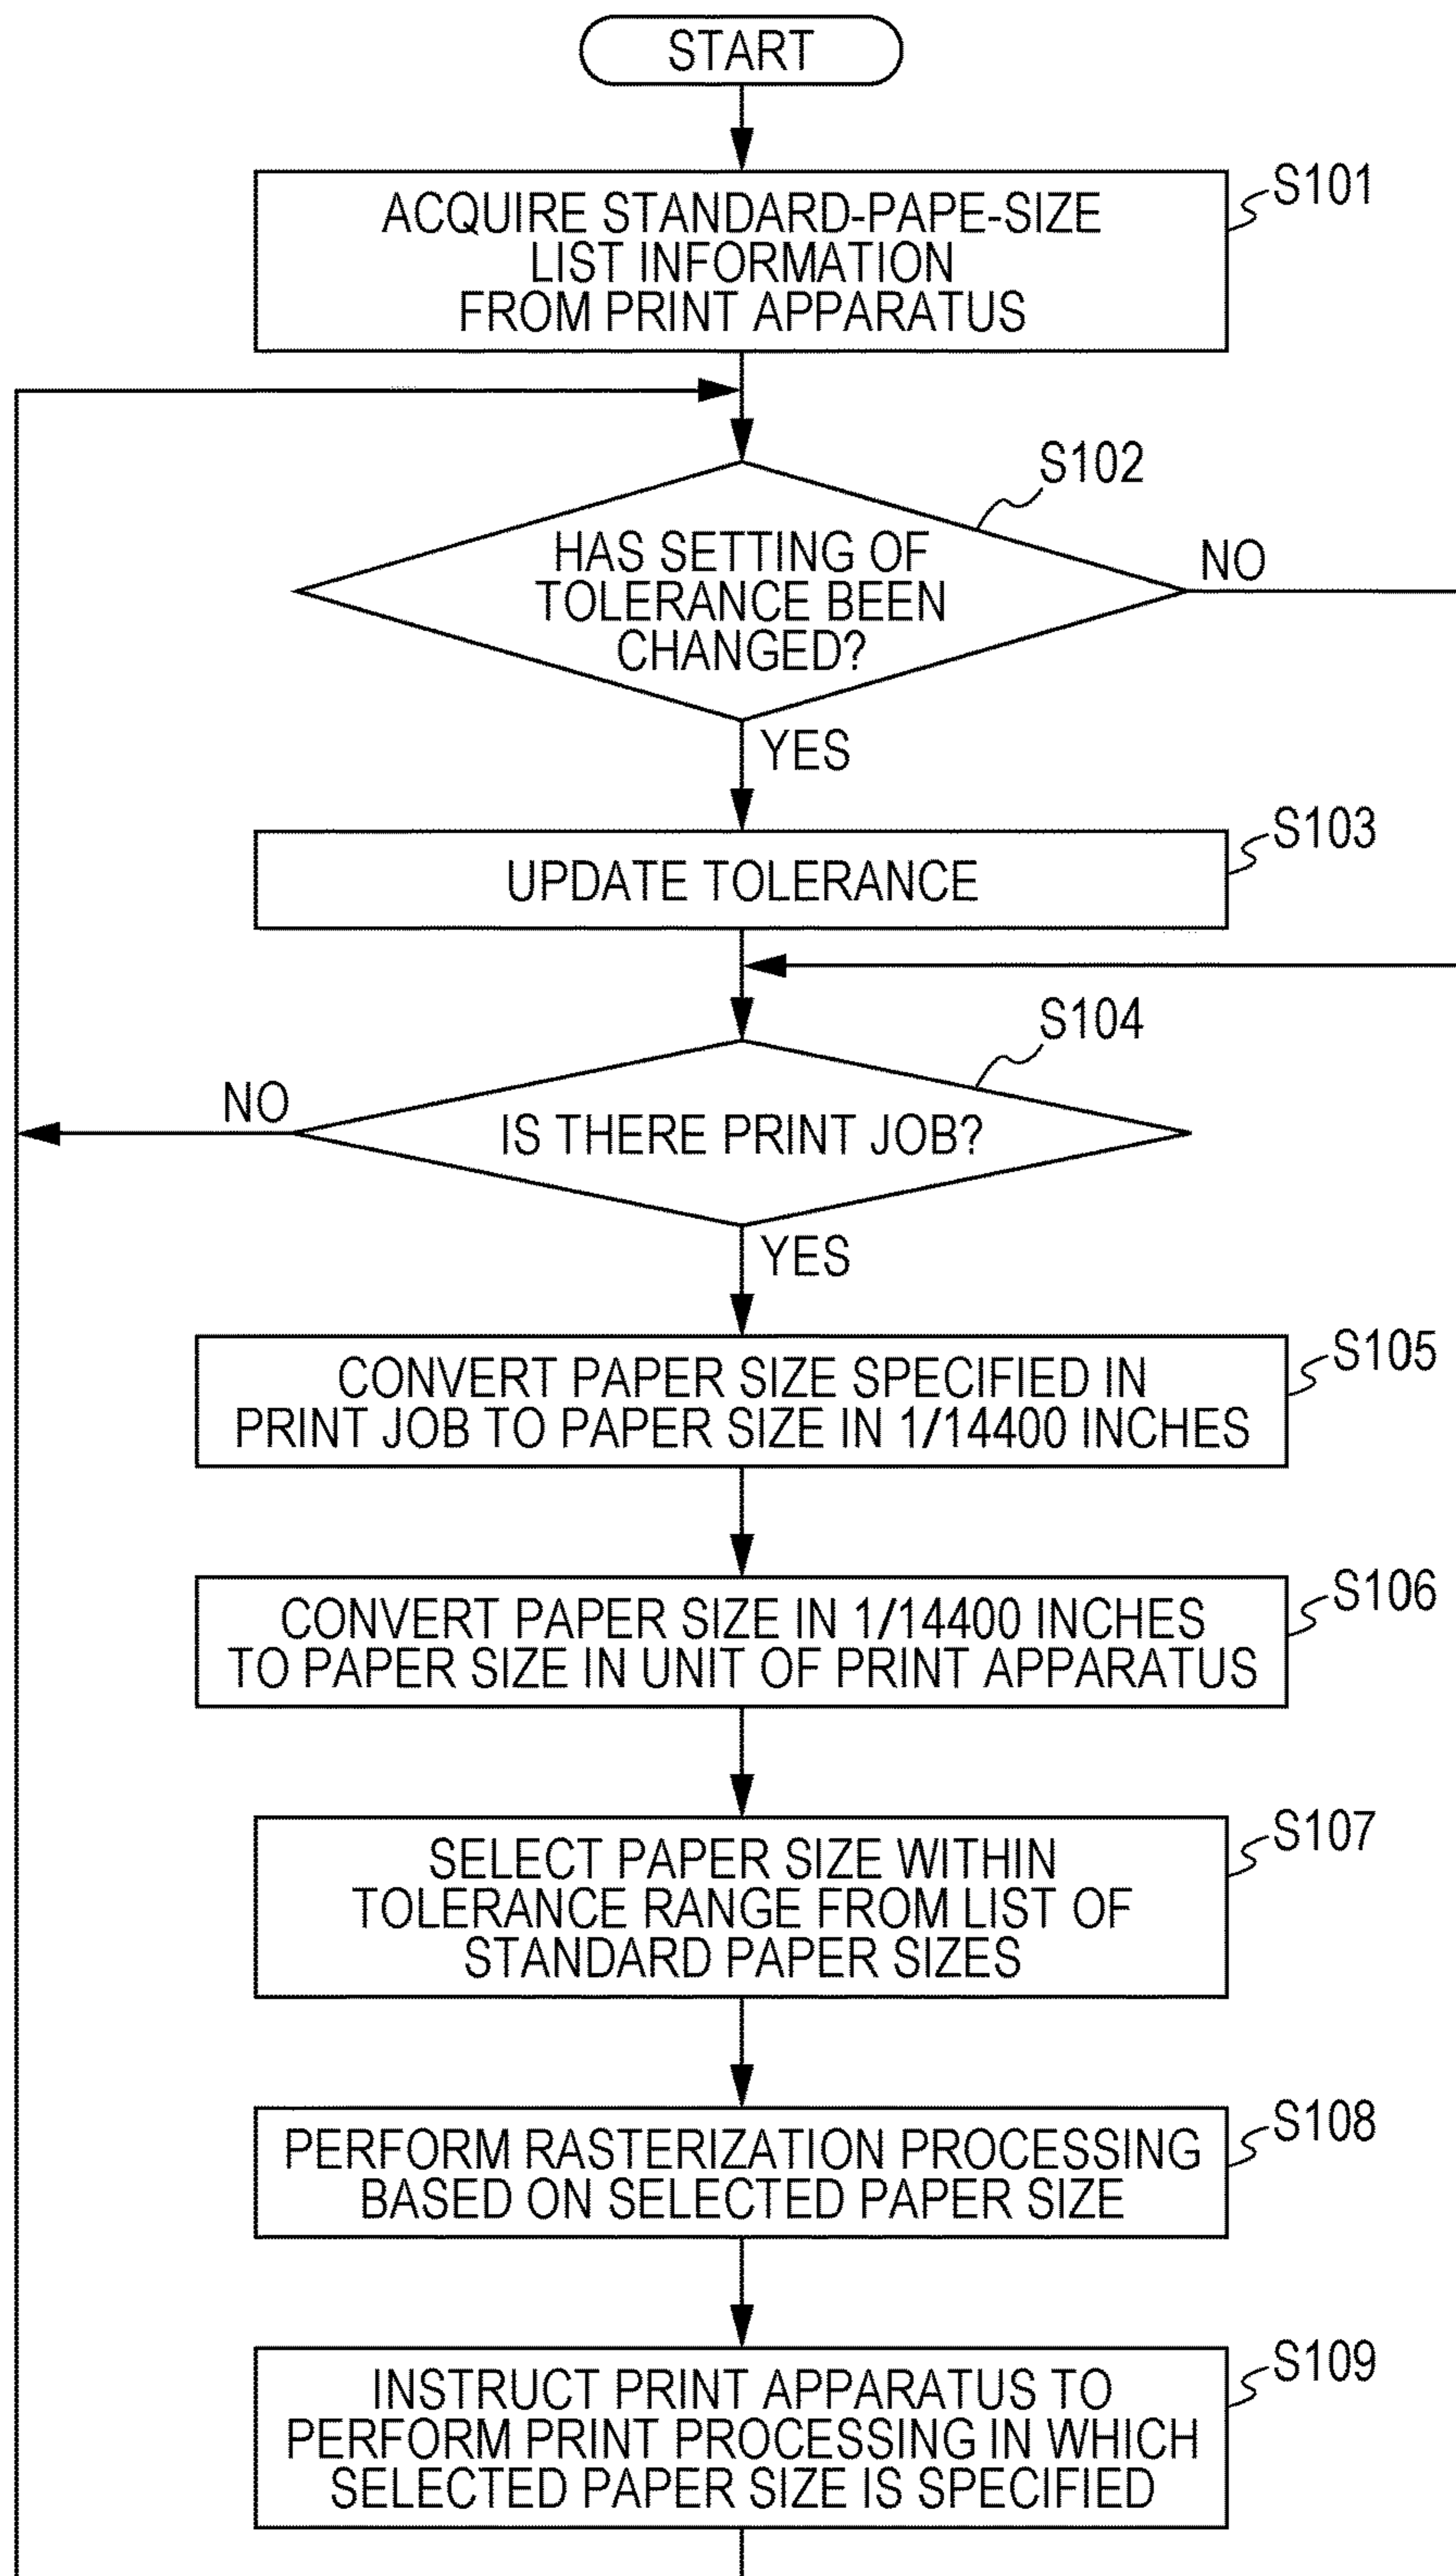 START
ACQUIRE STANDARD-PAPE-SIZE
LIST INFORMATION
FROM PRINT APPARATUS
S101
S102
HAS SETTING OF
TOLERANCE BEEN
CHANGED?
NO
YES
S103
UPDATE TOLERANCE
S104
NO
IS THERE PRINT JOB?
YES
S105
CONVERT PAPER SIZE SPECIFIED IN
PRINT JOB TO PAPER SIZE IN 1/14400 INCHES
S106
CONVERT PAPER SIZE IN 1/14400 INCHES
TO PAPER SIZE IN UNIT OF PRINT APPARATUS
S107
SELECT PAPER SIZE WITHIN
TOLERANCE RANGE FROM LIST OF
STANDARD PAPER SIZES
S108
PERFORM RASTERIZATION PROCESSING
BASED ON SELECTED PAPER SIZE
S109
INSTRUCT PRINT APPARATUS TO
PERFORM PRINT PROCESSING IN WHICH
SELECTED PAPER SIZE IS SPECIFIED